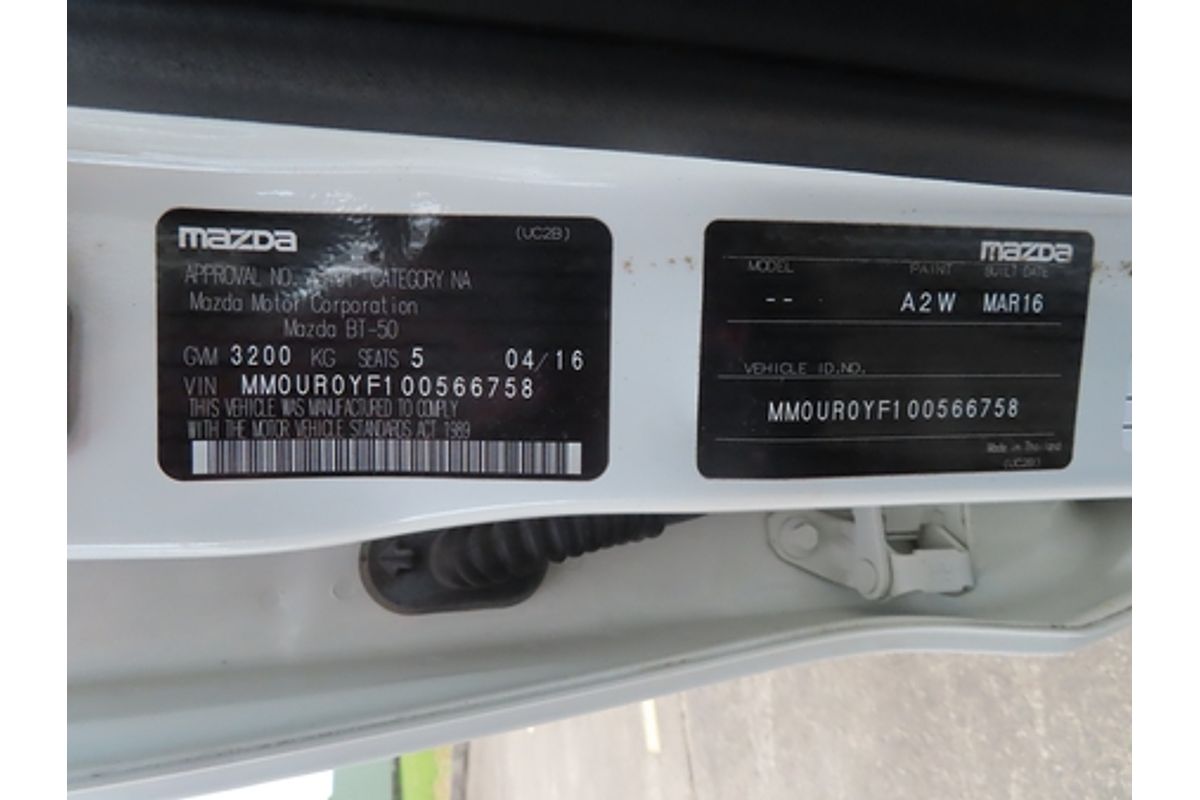 mazda
(UC2B)
APPROVAL NO. CATEGORY NA
Mazda Motor Corporation
Mazda BT-50
GVM 3200 KG SEATS 5 04/16
VIN MM0UR0YF100566758
THIS VEHICLE WAS MANUFACTURED TO COMPLY
WITH THE MOTOR VEHICLE STANDARDS ACT 1989
mazda
MODEL PAINT BUILT DATE
-- A2W MAR16
VEHICLE ID.NO.
MM0UR0YF100566758
Made in Thailand
(UC2B)